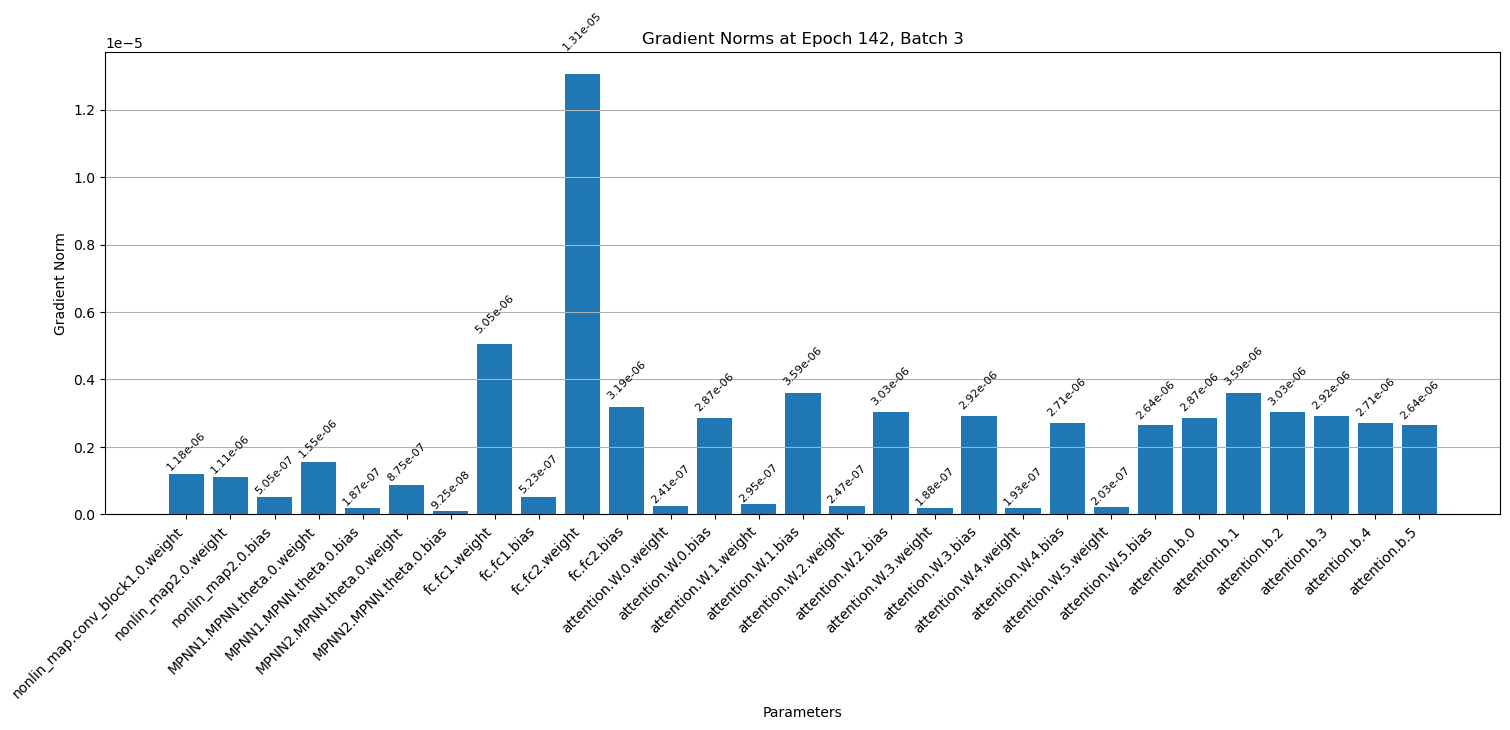 Gradient Norms at Epoch 142, Batch 3
1e−5
Gradient Norm
1.2
1.0
0.8
0.6
0.4
0.2
0.0
1.18e-06
1.11e-06
5.05e-07
1.55e-06
1.87e-07
8.75e-07
9.25e-08
5.05e-06
5.23e-07
1.31e-05
3.19e-06
2.41e-07
2.87e-06
2.95e-07
3.59e-06
2.47e-07
3.03e-06
1.88e-07
2.92e-06
1.93e-07
2.71e-06
2.03e-07
2.64e-06
2.87e-06
3.59e-06
3.03e-06
2.92e-06
2.71e-06
2.64e-06
nonlin_map.conv_block1.0.weight
nonlin_map2.0.weight
nonlin_map2.0.bias
MPNN1.MPNN.theta.0.weight
MPNN1.MPNN.theta.0.bias
MPNN2.MPNN.theta.0.weight
MPNN2.MPNN.theta.0.bias
fc.fc1.weight
fc.fc1.bias
fc.fc2.weight
fc.fc2.bias
attention.W.0.weight
attention.W.0.bias
attention.W.1.weight
attention.W.1.bias
attention.W.2.weight
attention.W.2.bias
attention.W.3.weight
attention.W.3.bias
attention.W.4.weight
attention.W.4.bias
attention.W.5.weight
attention.W.5.bias
attention.b.0
attention.b.1
attention.b.2
attention.b.3
attention.b.4
attention.b.5
Parameters